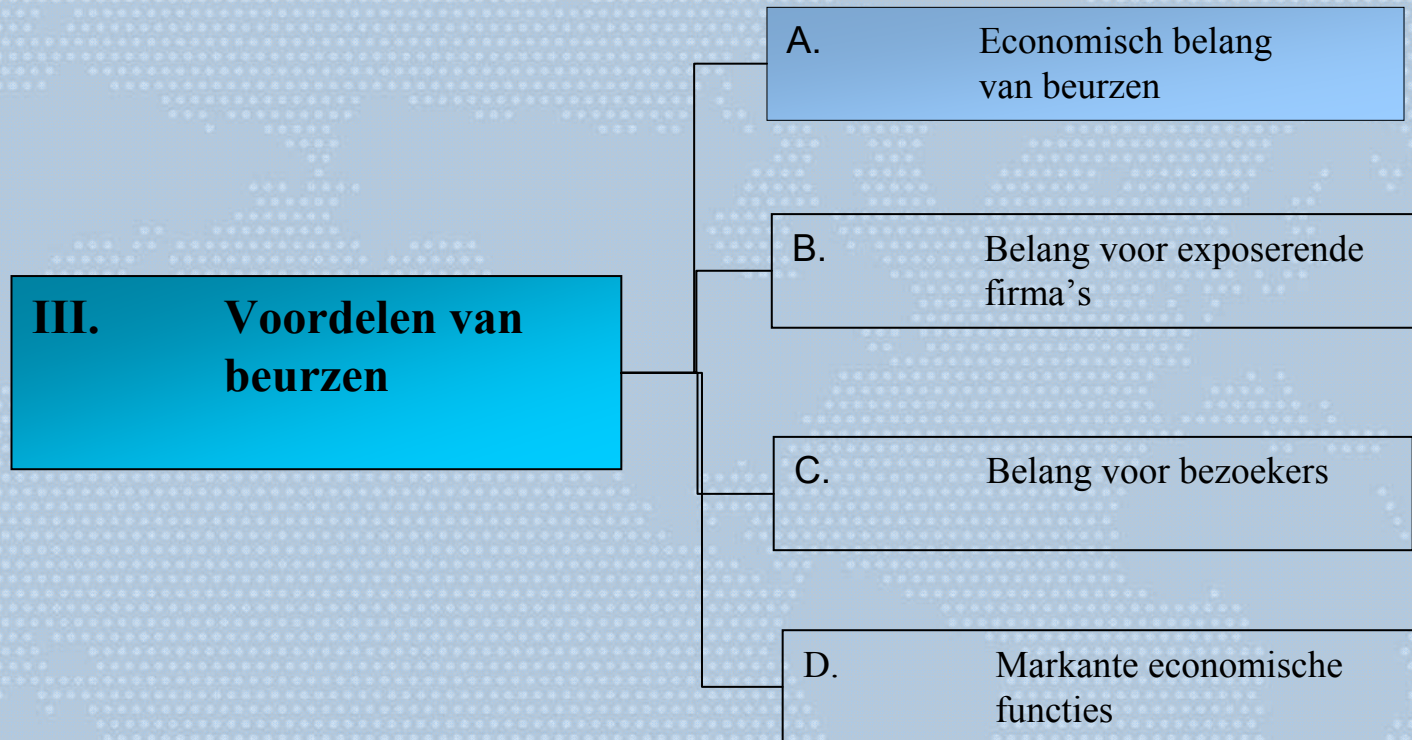 A. Economisch belang
van beurzen
B. Belang voor exposerende
firma’s
III. Voordelen van
beurzen
C. Belang voor bezoekers
D. Markante economische
functies